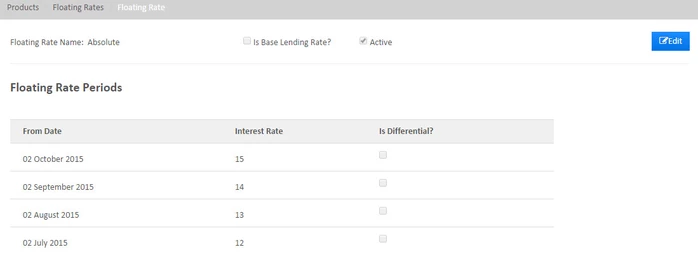 Products Floating Rates Floating Rate
Floating Rate Name: Absolute Is Base Lending Rate? Active Edit
Floating Rate Periods
From Date Interest Rate Is Differential?
02 October 2015 15
02 September 2015 14
02 August 2015 13
02 July 2015 12